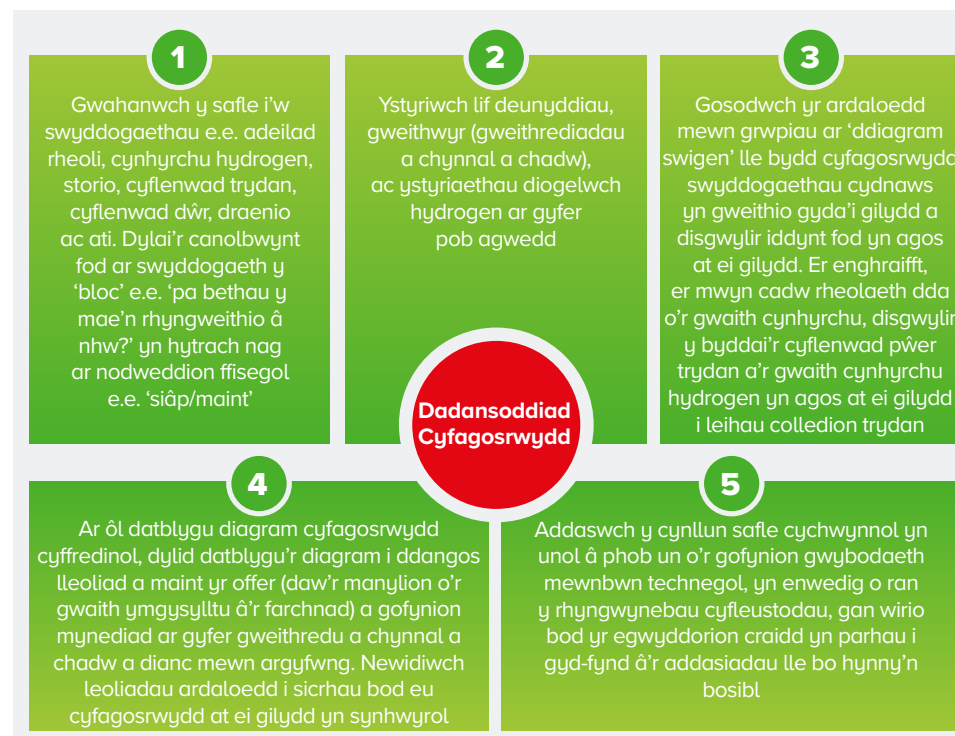 1
Gwahanwch y safle i'w
swyddogaethau e.e. adeilad
rheoli, cynhyrchu hydrogen,
storio, cyflenwad trydan,
cyflenwad dŵr, draenio
ac ati. Dylai'r canolbwynt
fod ar swyddogaeth y
'bloc' e.e. 'pa bethau y
mae'n rhyngweithio â
nhw?' yn hytrach nag
ar nodweddion ffisegol
e.e. 'siâp/maint'
2
Ystyriwch lif deunyddiau,
gweithwyr (gweithrediadau
a chynnal a chadw),
ac ystyriaethau diogelwch
hydrogen ar gyfer
pob agwedd
3
Gosodwch yr ardaloedd
mewn grwpiau ar 'ddiagram
swigen' lle bydd cyfagosrwydd
swyddogaethau cydnaws
yn gweithio gyda'i gilydd a
disgwylir iddynt fod yn agos
at ei gilydd. Er enghraifft,
er mwyn cadw rheolaeth dda
o'r gwaith cynhyrchu, disgwylir
y byddai'r cyflenwad pŵer
trydan a'r gwaith cynhyrchu
hydrogen yn agos at ei gilydd
i leihau colledion trydan
Dadansoddiad
Cyfagosrwydd
4
Ar ôl datblygu diagram cyfagosrwydd
cyffredinol, dylid datblygu'r diagram i ddangos
lleoliad a maint yr offer (daw'r manylion o'r
gwaith ymgysylltu â'r farchnad) a gofynion
mynediad ar gyfer gweithredu a chynnal a
chadw a dianc mewn argyfwng. Newidiwch
leoliadau ardaloedd i sicrhau bod eu
cyfagosrwydd at ei gilydd yn synhwyrol
5
Addaswch y cynllun safle cychwynnol yn
unol â phob un o'r gofynion gwybodaeth
mewnbwn technegol, yn enwedig o ran
y rhyngwynebau cyfleustodau, gan wirio
bod yr egwyddorion craidd yn parhau i
gyd-fynd â'r addasiadau lle bo hynny'n
bosibl